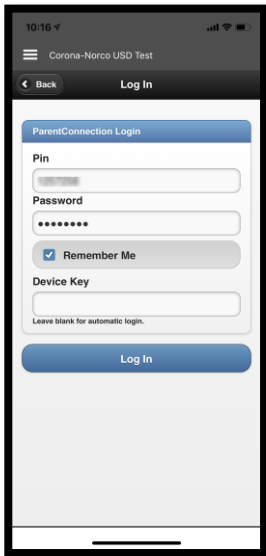 10:16
Corona-Norco USD Test
Back
Log In
ParentConnection Login
Pin
Password
••••••••
Remember Me
Device Key
Leave blank for automatic login.
Log In